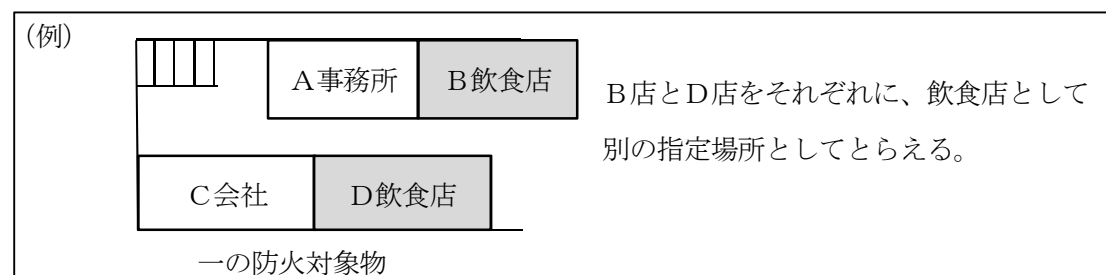 (例)
A事務所
B飲食店
B店とD店をそれぞれに、飲食店として
別の指定場所としてとらえる。
C会社
D飲食店
一の防火対象物